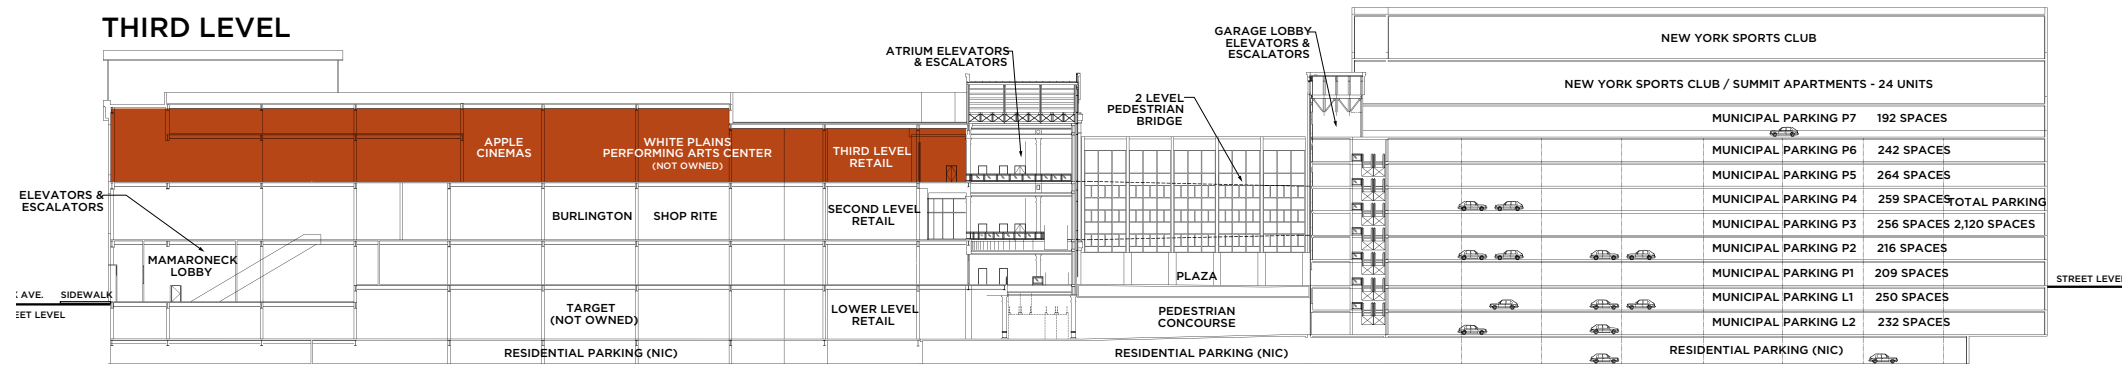 THIRD LEVEL
GARAGE LOBBY
ELEVATORS &
ESCALATORS
NEW YORK SPORTS CLUB
ATRIUM ELEVATORS
& ESCALATORS
NEW YORK SPORTS CLUB / SUMMIT APARTMENTS - 24 UNITS
2 LEVEL
PEDESTRIAN
BRIDGE
MUNICIPAL PARKING P7 192 SPACES
APPLE
CINEMAS
WHITE PLAINS
PERFORMING ARTS CENTER
(NOT OWNED)
THIRD LEVEL
RETAIL
MUNICIPAL PARKING P6 242 SPACES
MUNICIPAL PARKING P5 264 SPACES
ELEVATORS &
ESCALATORS
BURLINGTON
SHOP RITE
SECOND LEVEL
RETAIL
MUNICIPAL PARKING P4 259 SPACES
TOTAL PARKING
MUNICIPAL PARKING P3 256 SPACES
2,120 SPACES
MUNICIPAL PARKING P2 216 SPACES
MAMARONECK
LOBBY
PLAZA
MUNICIPAL PARKING P1 209 SPACES
STREET LEVEL
AVE. SIDEWALK
EET LEVEL
TARGET
(NOT OWNED)
LOWER LEVEL
RETAIL
PEDESTRIAN
CONCOURSE
MUNICIPAL PARKING L1 250 SPACES
MUNICIPAL PARKING L2 232 SPACES
RESIDENTIAL PARKING (NIC)
RESIDENTIAL PARKING (NIC)
RESIDENTIAL PARKING (NIC)